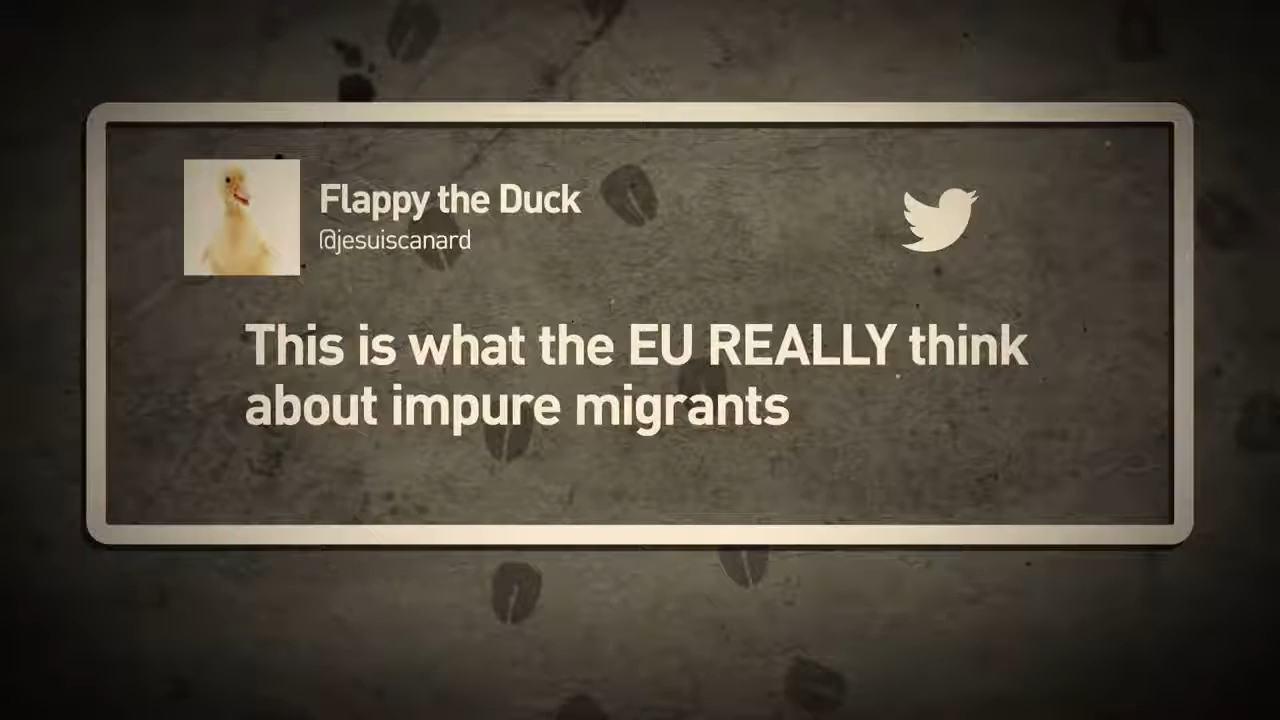 Flappy the Duck
@jesuiscanard
This is what the EU REALLY think
about impure migrants